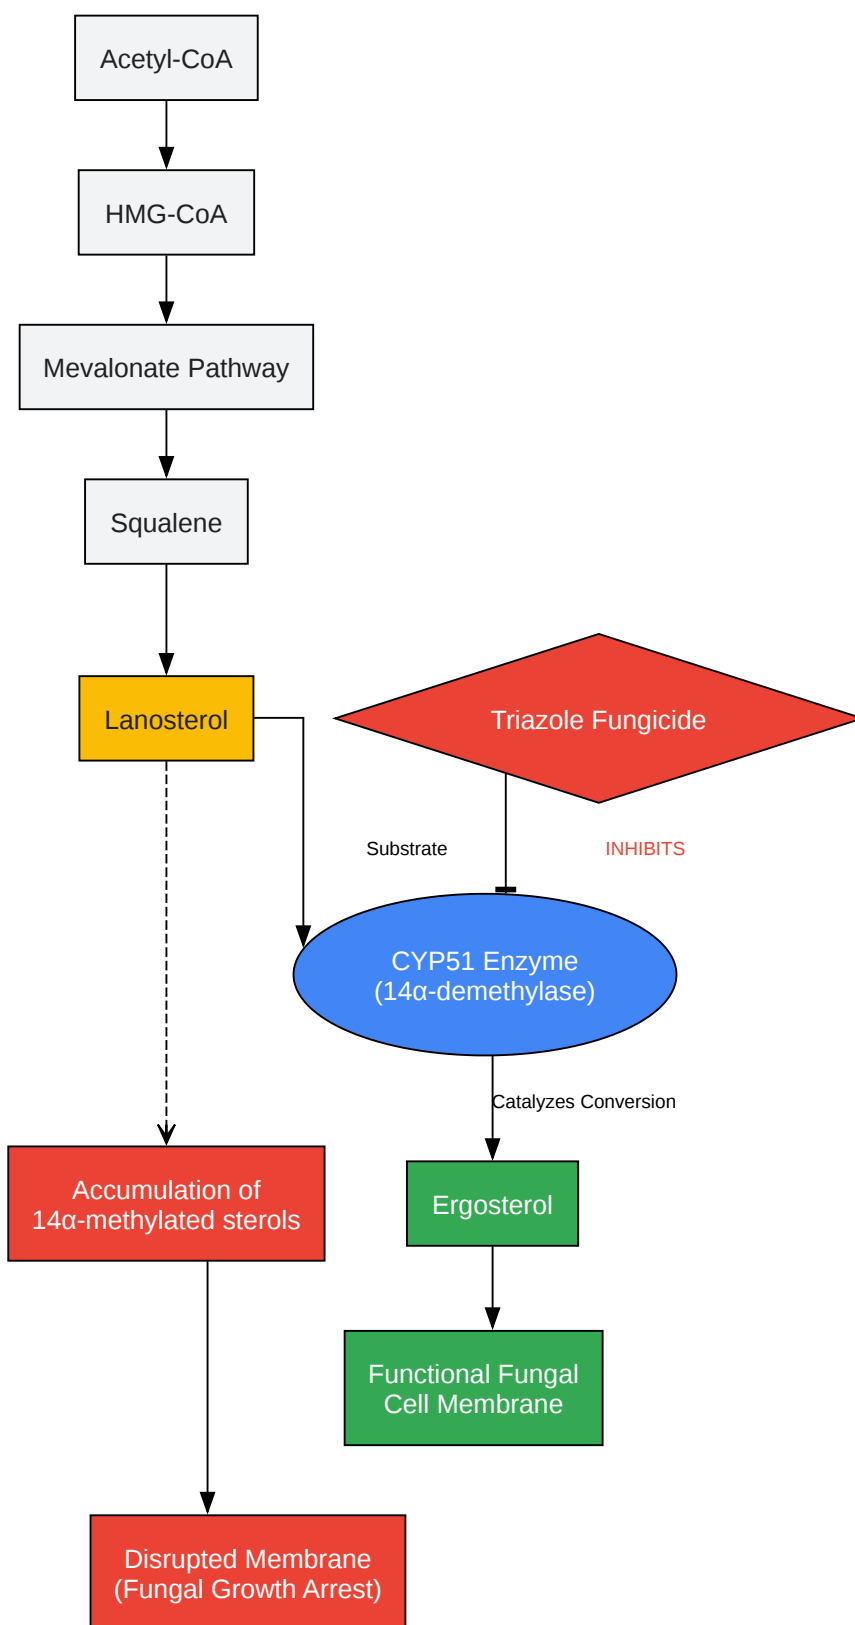 Acetyl-CoA
HMG-CoA
Mevalonate Pathway
Squalene
Lanosterol
Triazole Fungicide
Substrate
INHIBITS
CYP51 Enzyme
(14α-demethylase)
Catalyzes Conversion
Accumulation of
14α-methylated sterols
Ergosterol
Functional Fungal
Cell Membrane
Disrupted Membrane
(Fungal Growth Arrest)